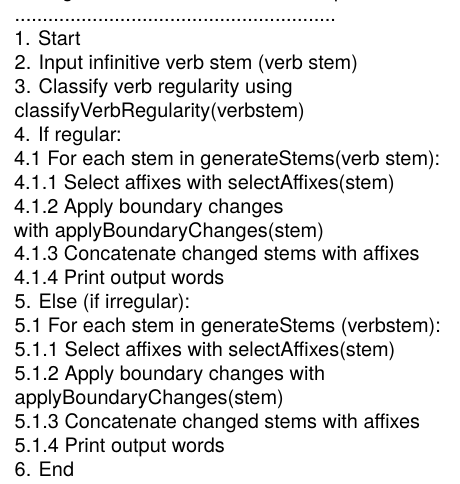 ..........................................................
1. Start
2. Input infinitive verb stem (verb stem)
3. Classify verb regularity using
classifyVerbRegularity(verbstem)
4. If regular:
4.1 For each stem in generateStems(verb stem):
4.1.1 Select affixes with selectAffixes(stem)
4.1.2 Apply boundary changes
with applyBoundaryChanges(stem)
4.1.3 Concatenate changed stems with affixes
4.1.4 Print output words
5. Else (if irregular):
5.1 For each stem in generateStems (verbstem):
5.1.1 Select affixes with selectAffixes(stem)
5.1.2 Apply boundary changes with
applyBoundaryChanges(stem)
5.1.3 Concatenate changed stems with affixes
5.1.4 Print output words
6. End